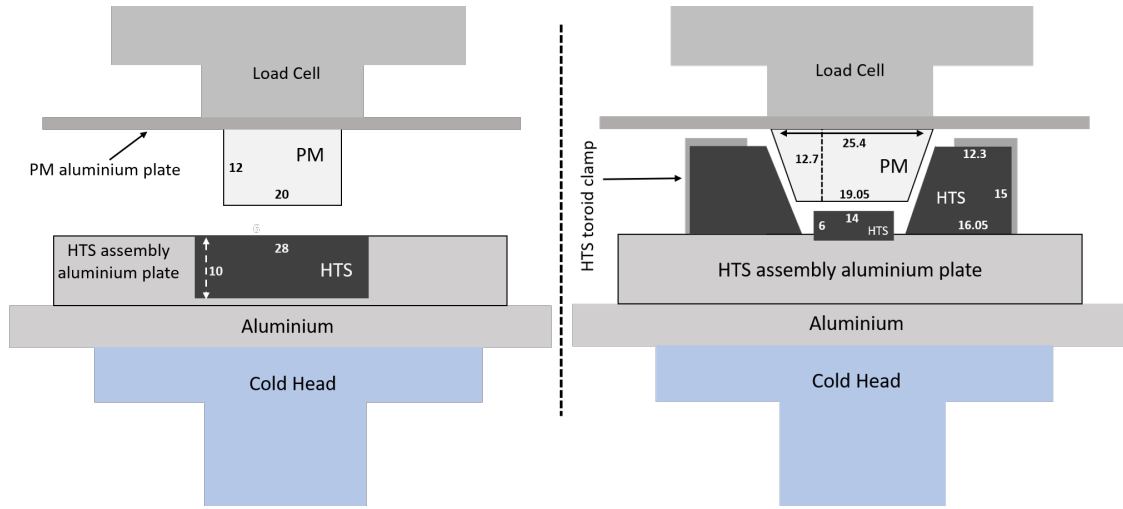 Load Cell
PM aluminium plate
PM
12
20
HTS assembly
aluminium plate
28
10
HTS
Aluminium
Cold Head
Load Cell
HTS toroid clamp
25.4
12.7
PM
19.05
12.3
HTS
15
16.05
14
6
HTS
HTS assembly aluminium plate
Aluminium
Cold Head